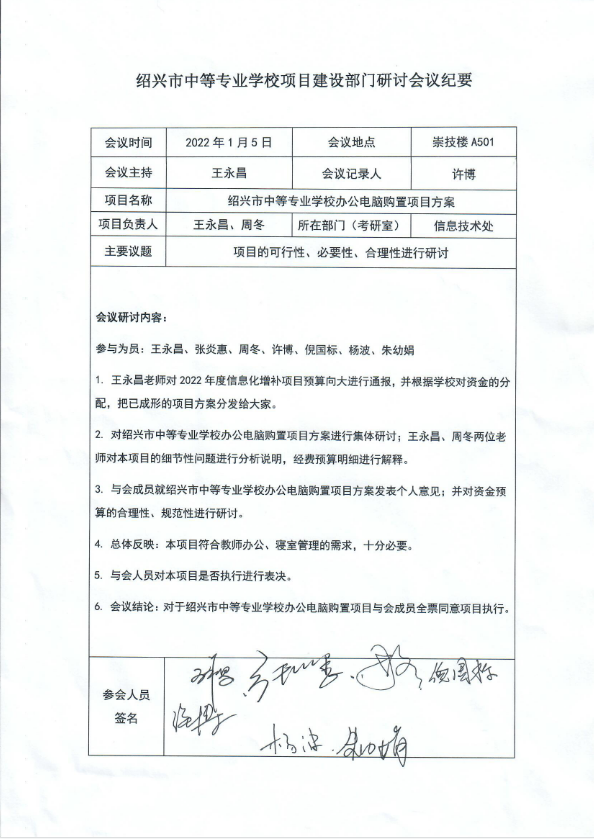 绍兴市中等专业学校项目建设部门研讨会议纪要
会议时间 2022 年 1 月 5 日 会议地点 崇技楼 A501
会议主持 王永昌 会议记录人 许博
项目名称 绍兴市中等专业学校办公电脑购置项目方案
项目负责人 王永昌、周冬 所在部门（考研室） 信息技术处
主要议题 项目的可行性、必要性、合理性进行研讨
会议研讨内容：
参与为员：王永昌、张炎惠、周冬、许博、倪国标、杨波、朱幼娟
1. 王永昌老师对 2022 年度信息化增补项目预算向大进行通报，并根据学校对资金的分
配，把已成形的项目方案分发给大家。
2. 对绍兴市中等专业学校办公电脑购置项目方案进行集体研讨；王永昌、周冬两位老
师对本项目的细节性问题进行分析说明，经费预算明细进行解释。
3. 与会成员就绍兴市中等专业学校办公电脑购置项目方案发表个人意见；并对资金预
算的合理性、规范性进行研讨。
4. 总体反映：本项目符合教师办公、寝室管理的需求，十分必要。
5. 与会人员对本项目是否执行进行表决。
6. 会议结论：对于绍兴市中等专业学校办公电脑购置项目与会成员全票同意项目执行。
参会人员
签名
倪国标
许博
杨波 朱幼娟